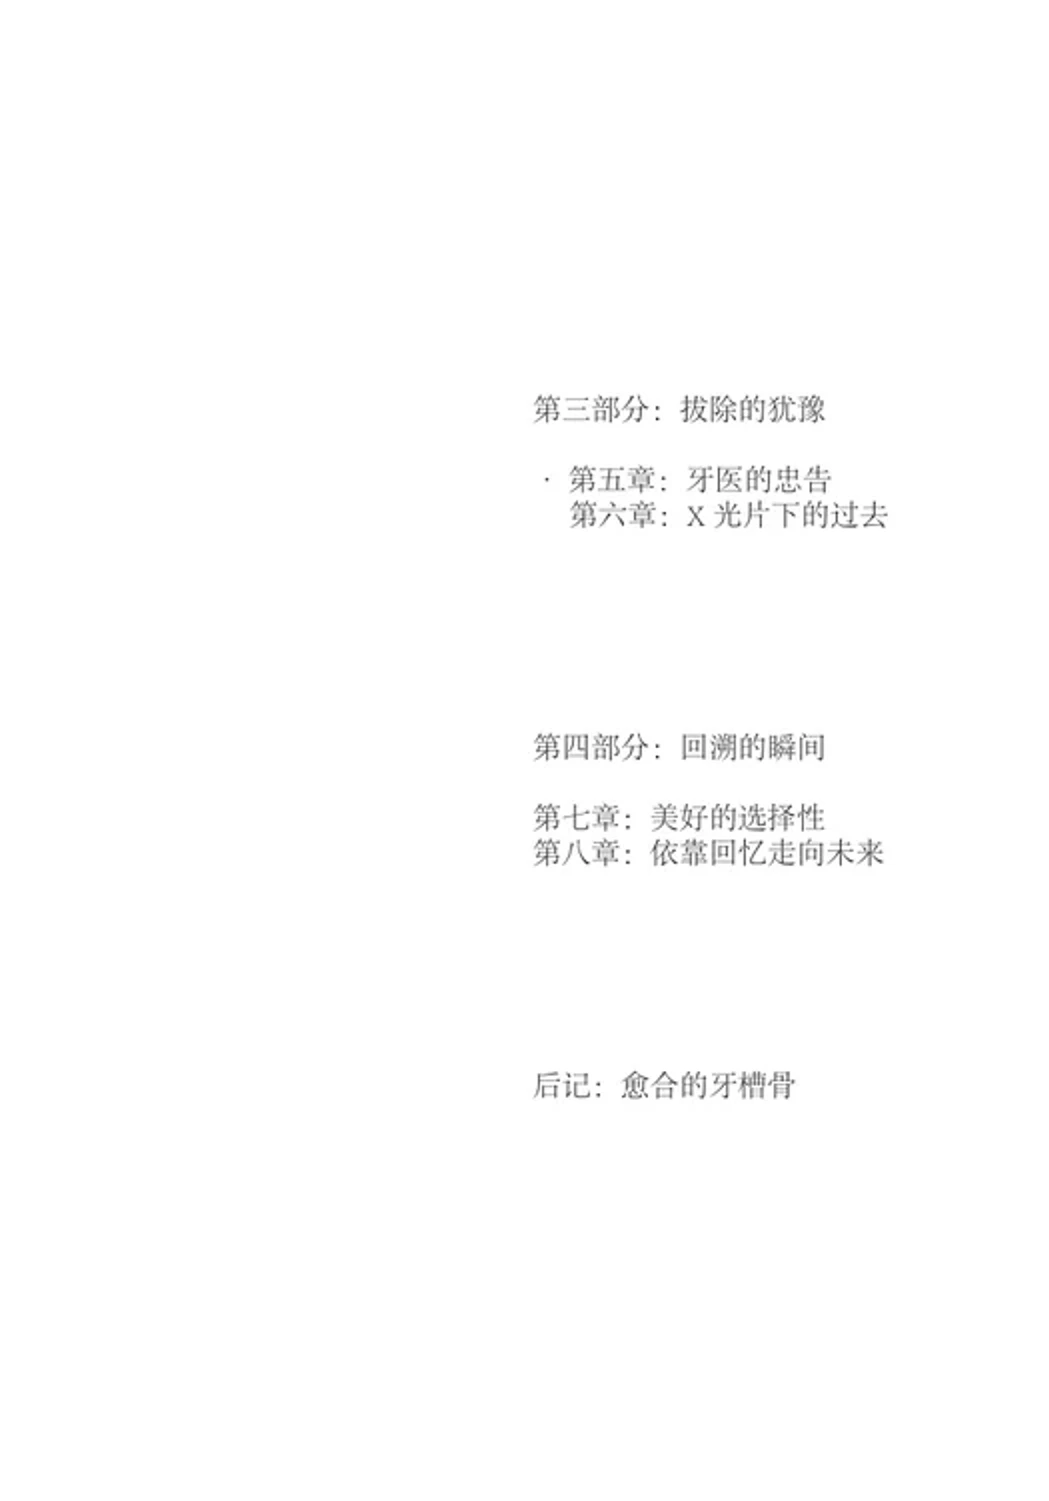 第三部分：拔除的犹豫
· 第五章：牙医的忠告
第六章：X 光片下的过去
第四部分：回溯的瞬间
第七章：美好的选择性
第八章：依靠回忆走向未来
后记：愈合的牙槽骨